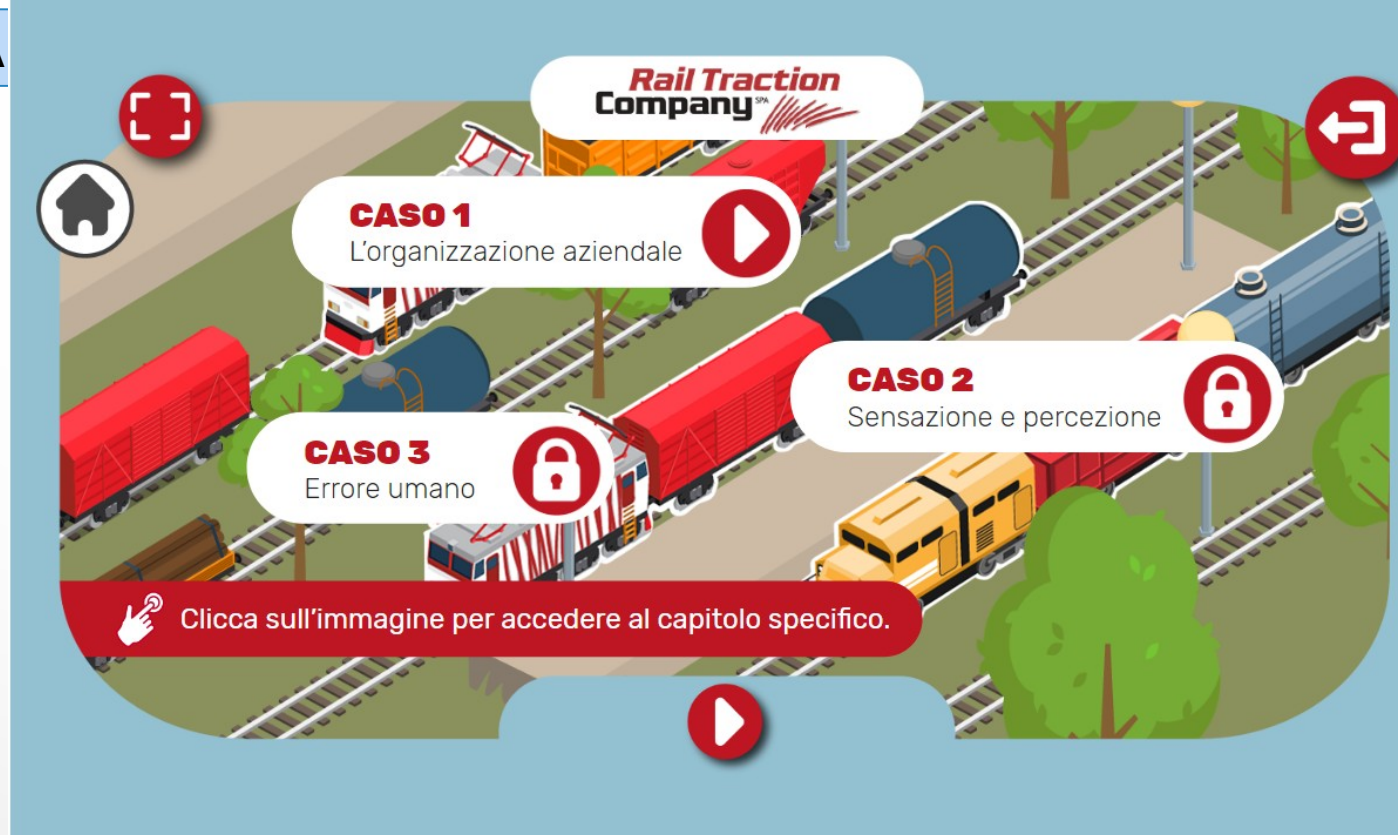 A
Rail Traction
Company SPA
CASO 1
L'organizzazione aziendale
CASO 2
Sensazione e percezione
CASO 3
Errore umano
Clicca sull'immagine per accedere al capitolo specifico.